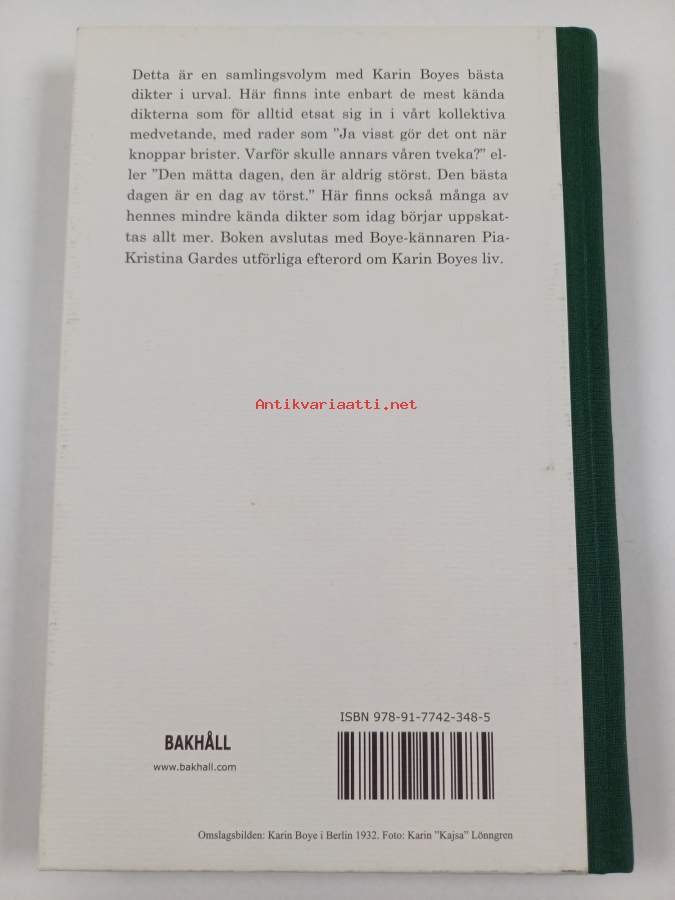 Detta är en samlingsvolym med Karin Boyes bästa
dikter i urval. Här finns inte enbart de mest kända
dikterna som för alltid etsat sig in i vårt kollektiva
medvetande, med rader som ”Ja visst gör det ont när
knoppar brister. Varför skulle annars våren tveka?” el-
ler ”Den mätta dagen, den är aldrig störst. Den bästa
dagen är en dag av törst.” Här finns också många av
hennes mindre kända dikter som idag börjar uppskat-
tas allt mer. Boken avslutas med Boye-kännaren Pia-
Kristina Gardes utförliga efterord om Karin Boyes liv.
Antikvariaatti.net
ISBN 978-91-7742-348-5
BAKHÅLL
www.bakhall.com
Omslagsbilden: Karin Boye i Berlin 1932. Foto: Karin ”Kajsa” Lönngren